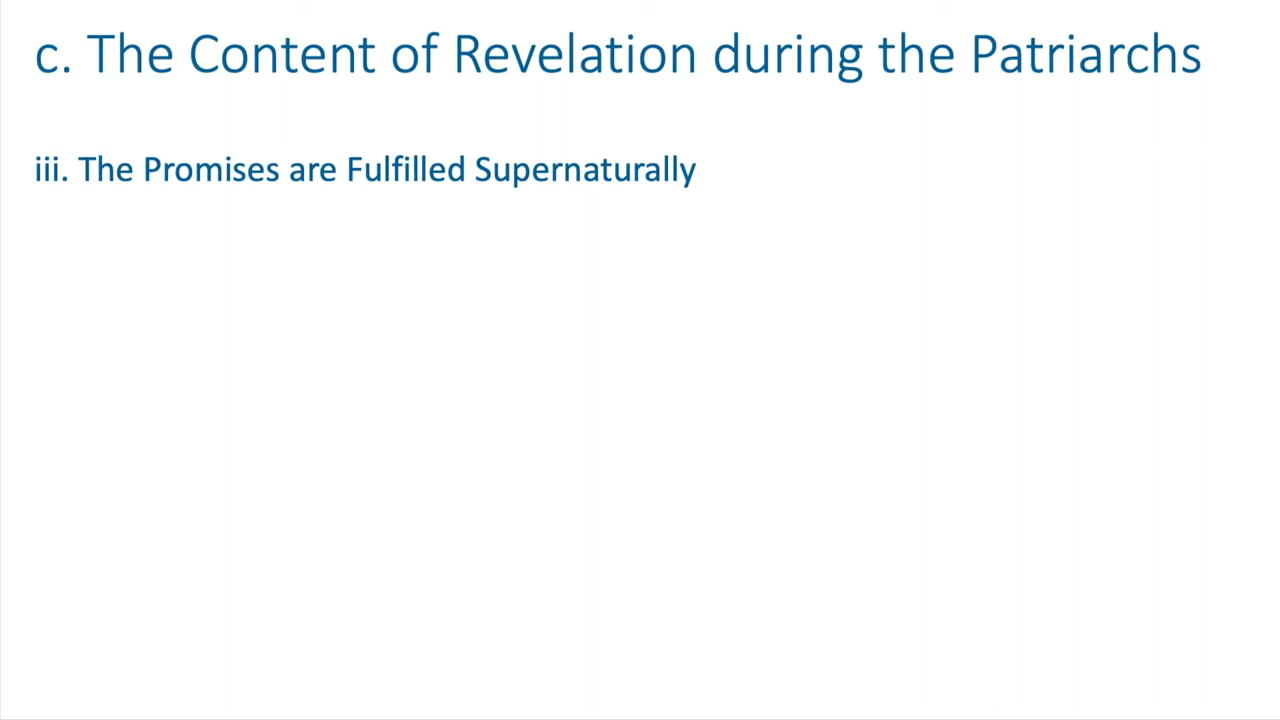 c. The Content of Revelation during the Patriarchs
iii. The Promises are Fulfilled Supernaturally